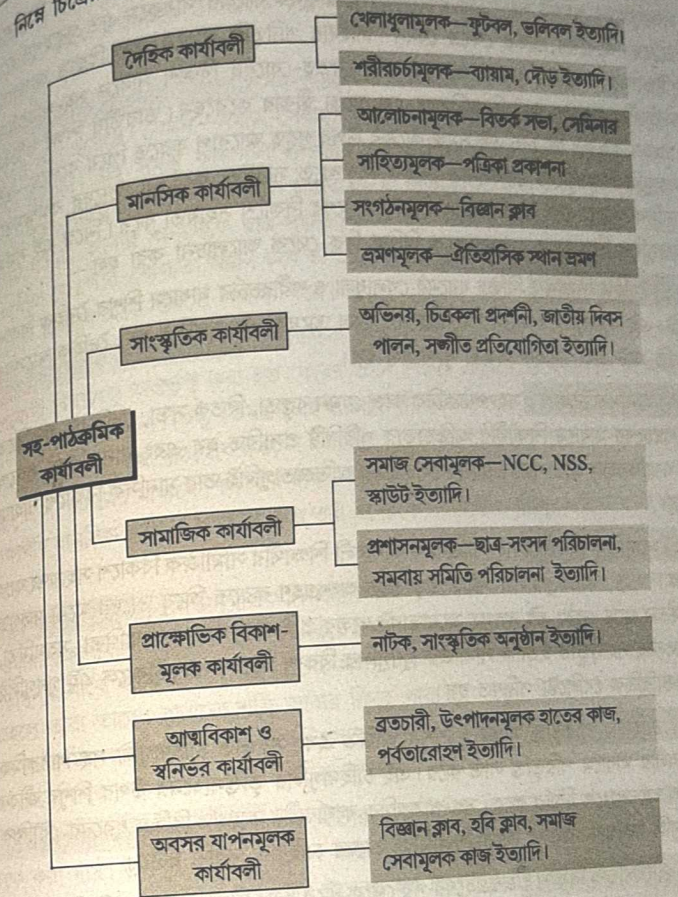 নিম্নে
দৈহিক কার্যাবলী
খেলাধূলামূলক—ফুটবল, ভলিবল ইত্যাদি।
শরীরচর্চামূলক—ব্যায়াম, দৌড় ইত্যাদি।
মানসিক কার্যাবলী
আলোচনামূলক—বিতর্ক সভা, সেমিনার
সাহিত্যমূলক—পত্রিকা প্রকাশনা
সংগঠনমূলক—বিজ্ঞান ক্লাব
ভ্রমণমূলক—ঐতিহাসিক স্থান ভ্রমণ
সাংস্কৃতিক কার্যাবলী
অভিনয়, চিত্রকলা প্রদর্শনী, জাতীয় দিবস
পালন, সঙ্গীত প্রতিযোগিতা ইত্যাদি।
সহ-পাঠক্রমিক
কার্যাবলী
সামাজিক কার্যাবলী
সমাজ সেবামূলক—NCC, NSS,
স্কাউট ইত্যাদি।
প্রশাসনমূলক—ছাত্র-সংসদ পরিচালনা,
সমবায় সমিতি পরিচালনা ইত্যাদি।
প্রাক্ষোভিক বিকাশ-
মূলক কার্যাবলী
নাটক, সাংস্কৃতিক অনুষ্ঠান ইত্যাদি।
আত্মবিকাশ ও
স্বনির্ভর কার্যাবলী
ব্রতচারী, উৎপাদনমূলক হাতের কাজ,
পর্বতারোহণ ইত্যাদি।
অবসর যাপনমূলক
কার্যাবলী
বিজ্ঞান ক্লাব, হবি ক্লাব, সমাজ
সেবামূলক কাজ ইত্যাদি।